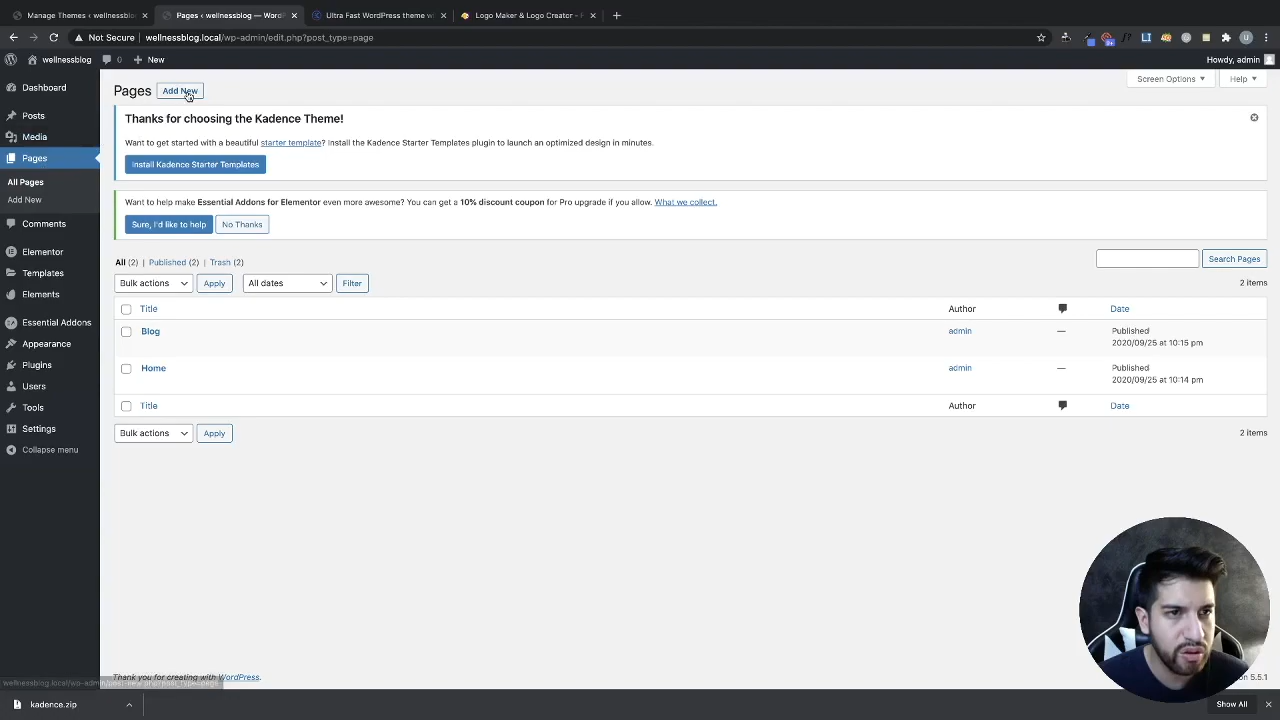 Manage Themes ‹ wellnessblog
Pages ‹ wellnessblog — WordP
Ultra Fast WordPress theme w
Logo Maker & Logo Creator - F
Not Secure
wellnessblog.local/wp-admin/edit.php?post_type=page
wellnessblog
0
New
Howdy, admin
Dashboard
Posts
Media
Pages
All Pages
Add New
Comments
Elementor
Templates
Elements
Essential Addons
Appearance
Plugins
Users
Tools
Settings
Collapse menu
Pages
Add New
Screen Options
Help
Thanks for choosing the Kadence Theme!
Want to get started with a beautiful starter template? Install the Kadence Starter Templates plugin to launch an optimized design in minutes.
Install Kadence Starter Templates
Want to help make Essential Addons for Elementor even more awesome? You can get a 10% discount coupon for Pro upgrade if you allow. What we collect.
Sure, I'd like to help
No Thanks
All (2) | Published (2) | Trash (2)
Search Pages
Bulk actions
Apply
All dates
Filter
2 items
Title
Author
Date
Blog
admin
—
Published
2020/09/25 at 10:15 pm
Home
admin
—
Published
2020/09/25 at 10:14 pm
Title
Author
Date
Bulk actions
Apply
2 items
Thank you for creating with WordPress.
on 5.5.1
kadence.zip
Show All